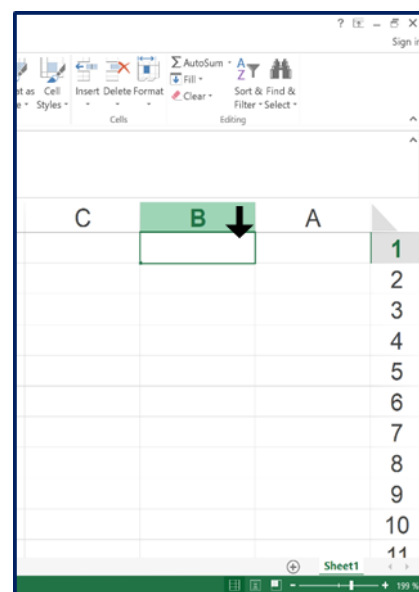 ?
Sign i
AutoSum
Fill
Clear
at as
Cell
Styles
Insert Delete Format
Sort &
Filter
Find &
Select
Cells
Editing
C B A
1
2
3
4
5
6
7
8
9
10
11
Sheet1
199 %